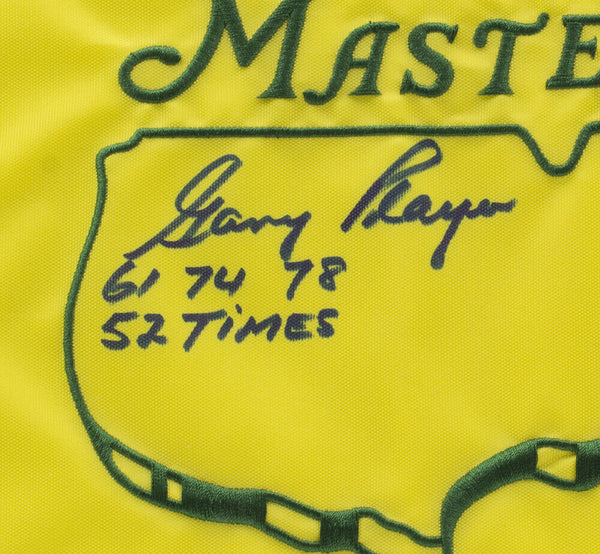 MASTE
Gary Player
61 74 78
52 TIMES